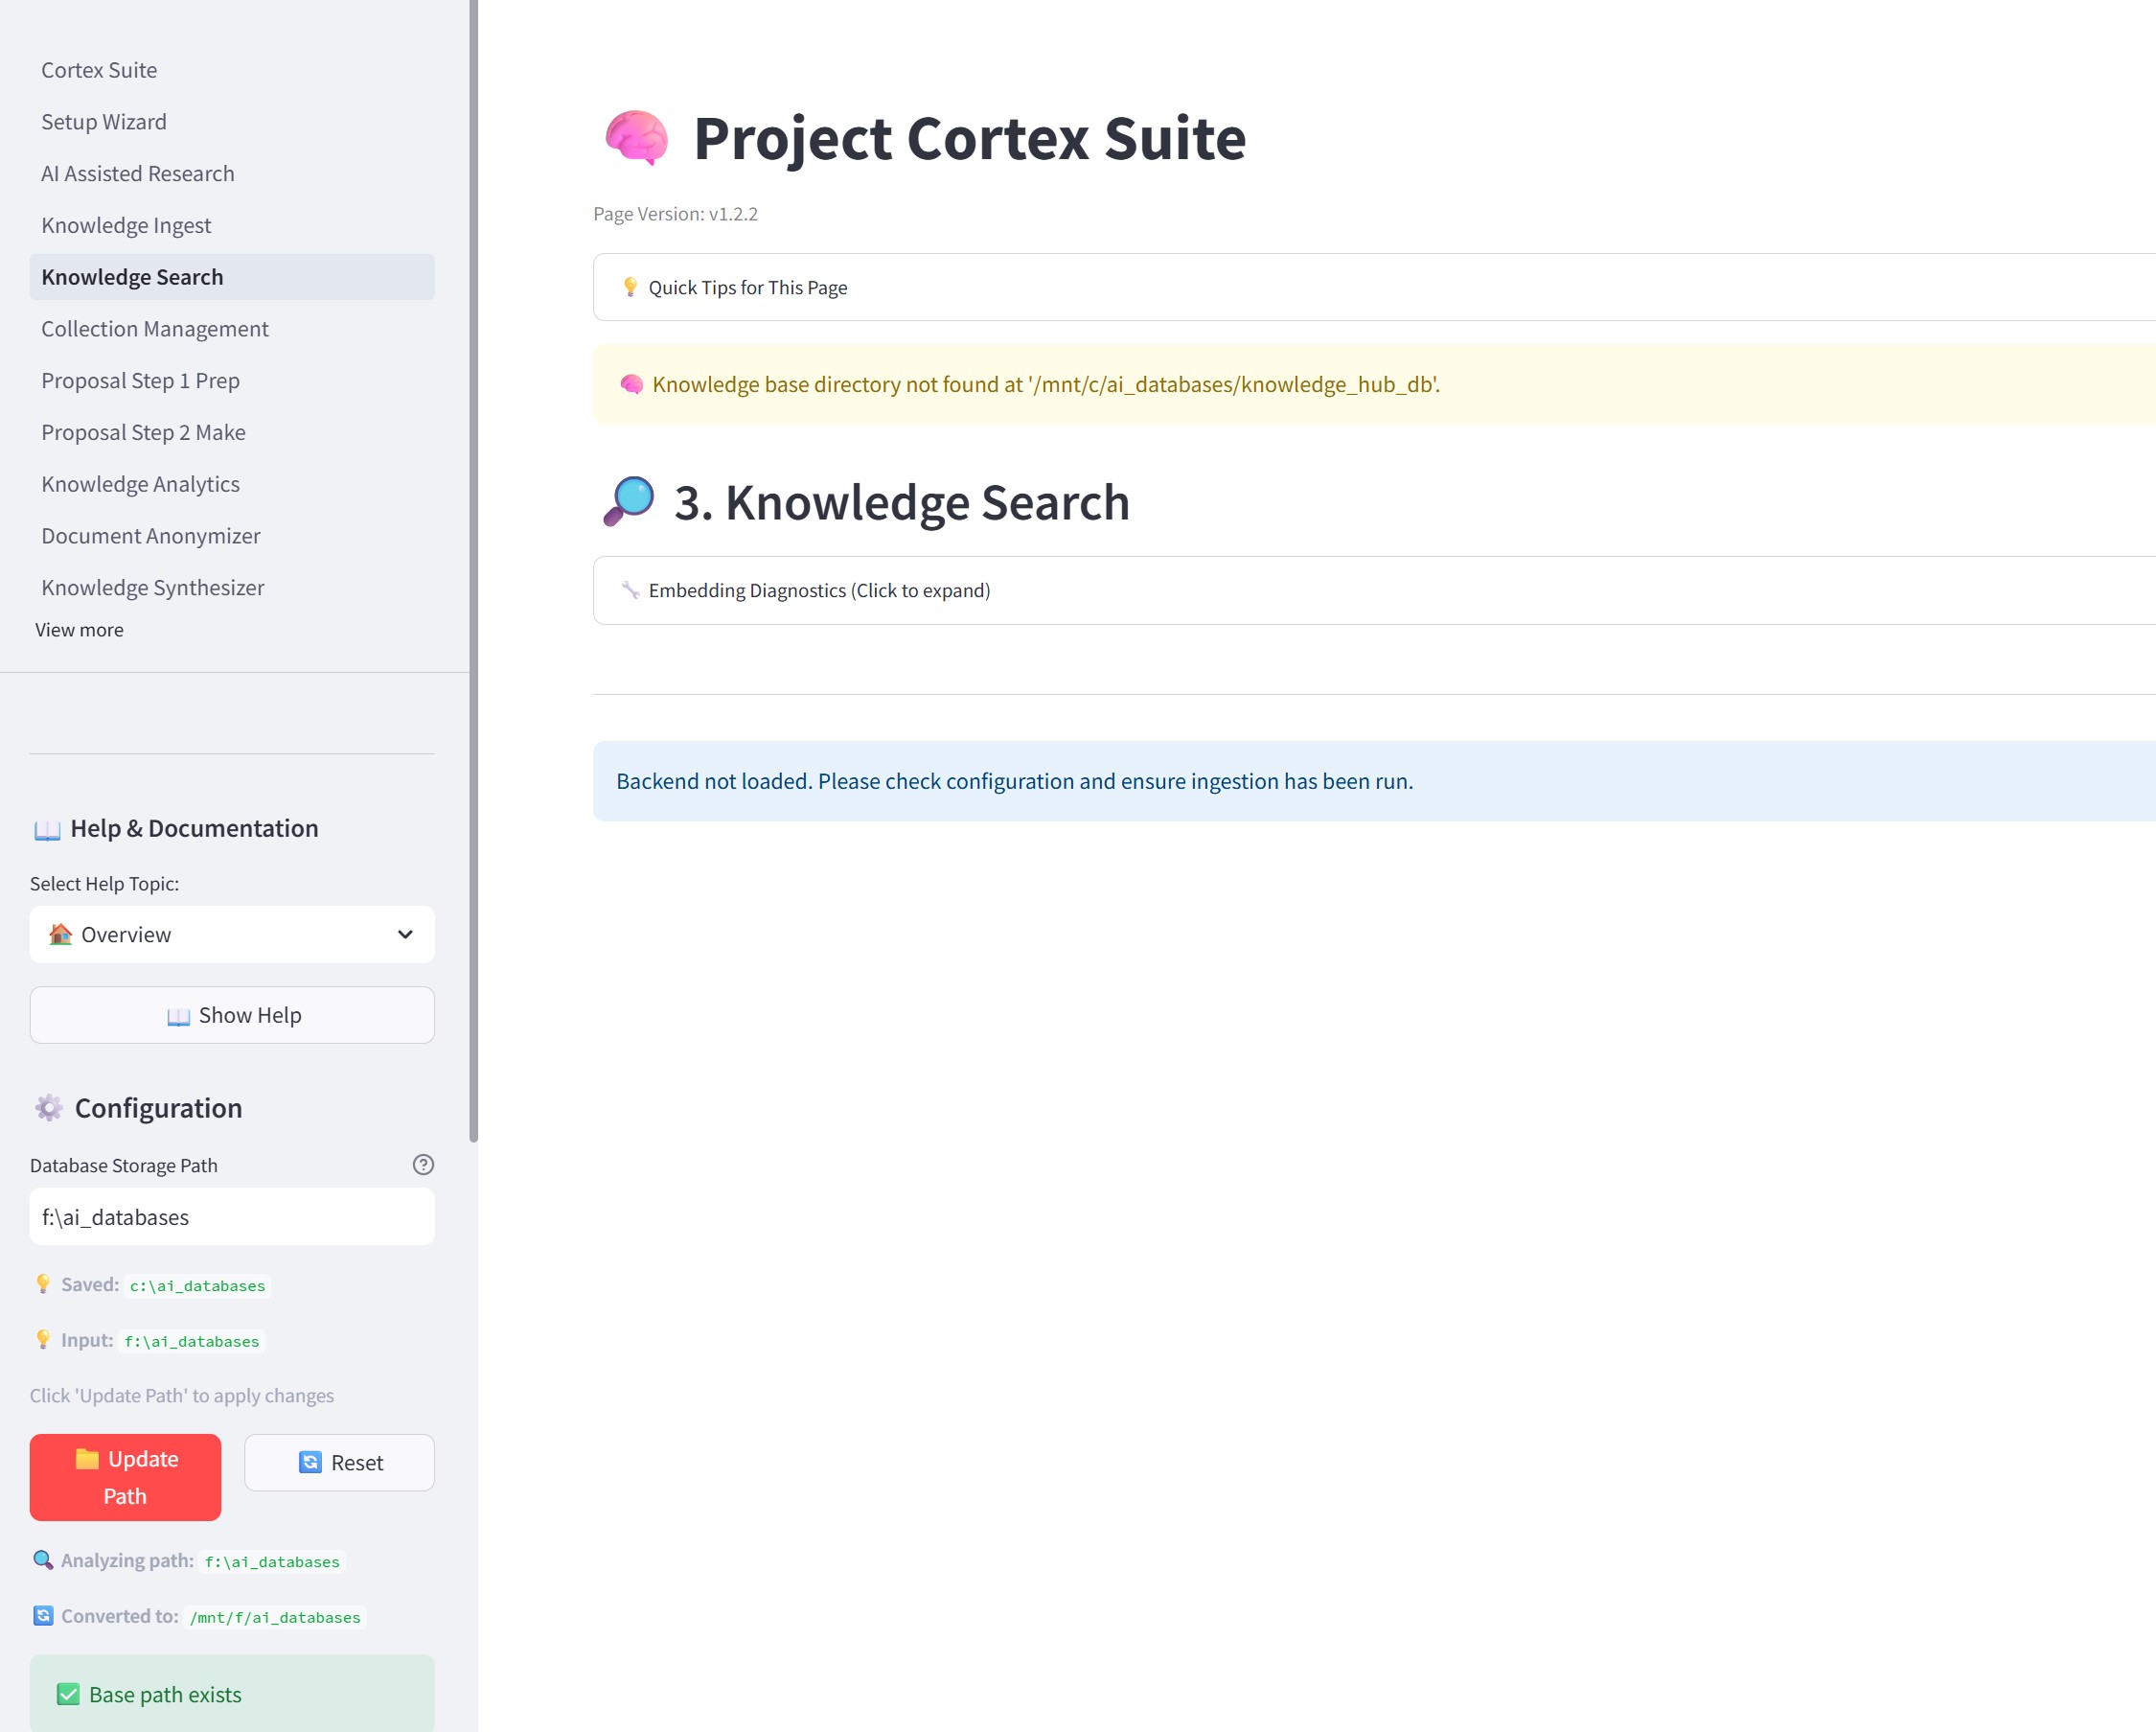 Cortex Suite
Setup Wizard
AI Assisted Research
Knowledge Ingest
Knowledge Search
Collection Management
Proposal Step 1 Prep
Proposal Step 2 Make
Knowledge Analytics
Document Anonymizer
Knowledge Synthesizer
View more
Help & Documentation
Select Help Topic:
Overview
Show Help
Configuration
Database Storage Path
f:\ai_databases
Saved: c:\ai_databases
Input: f:\ai_databases
Click 'Update Path' to apply changes
Update
Path
Reset
Analyzing path: f:\ai_databases
Converted to: /mnt/f/ai_databases
Base path exists
Project Cortex Suite
Page Version: v1.2.2
Quick Tips for This Page
Knowledge base directory not found at '/mnt/c/ai_databases/knowledge_hub_db'.
3. Knowledge Search
Embedding Diagnostics (Click to expand)
Backend not loaded. Please check configuration and ensure ingestion has been run.